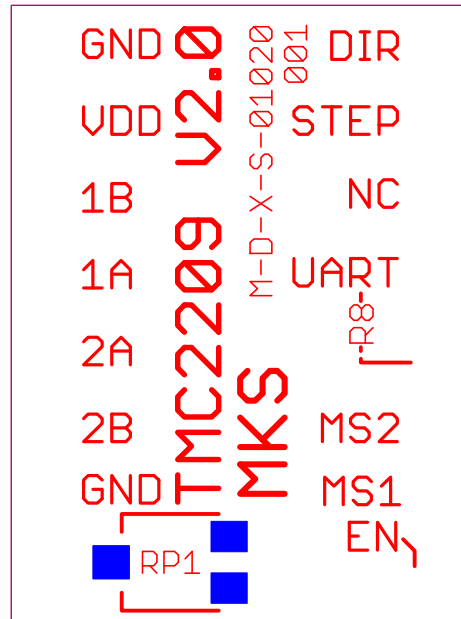 GND
VDD
1B
1A
2A
2B
GND
TMC2209 V2.0
MKS
M-D-X-S-01020
001
DIR
STEP
NC
UART
R8
MS2
MS1
EN
RP1